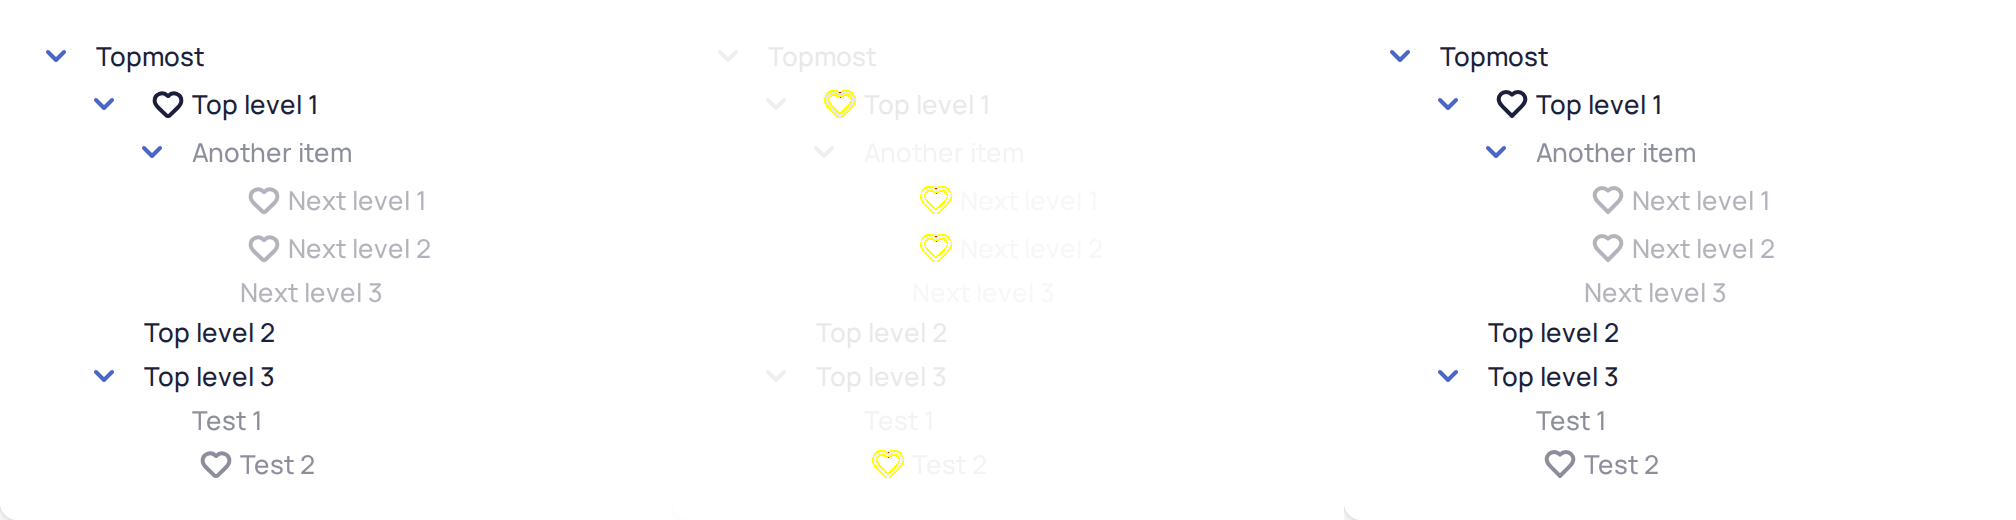 Topmost
Top level 1
Another item
Next level 1
Next level 2
Next level 3
Top level 2
Top level 3
Test 1
Test 2
Topmost
Top level 1
Another item
Next level 1
Next level 2
Next level 3
Top level 2
Top level 3
Test 1
Test 2
Topmost
Top level 1
Another item
Next level 1
Next level 2
Next level 3
Top level 2
Top level 3
Test 1
Test 2